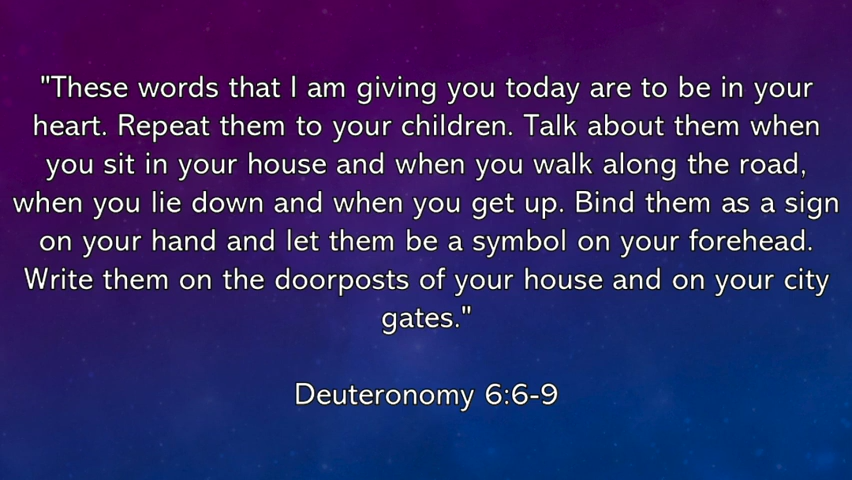 "These words that I am giving you today are to be in your
heart. Repeat them to your children. Talk about them when
you sit in your house and when you walk along the road,
when you lie down and when you get up. Bind them as a sign
on your hand and let them be a symbol on your forehead.
Write them on the doorposts of your house and on your city
gates."
Deuteronomy 6:6-9